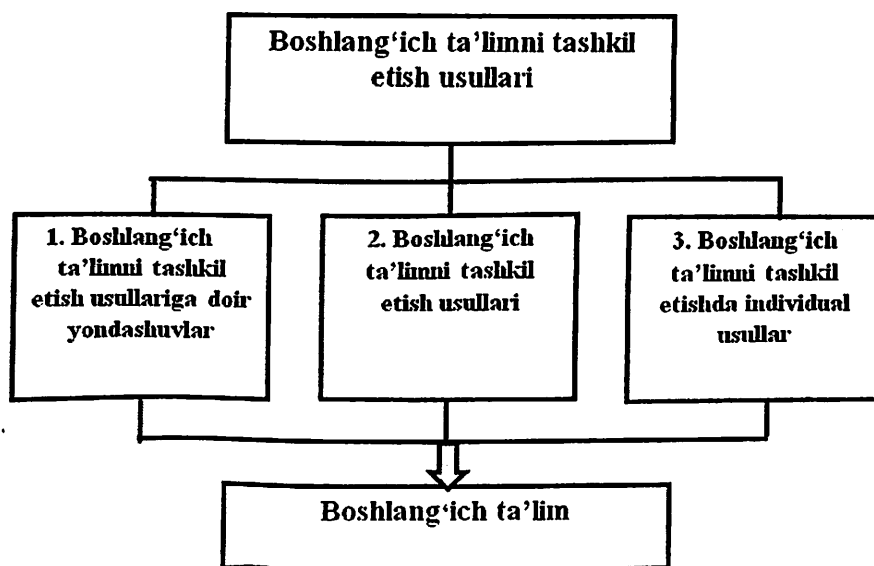 Boshlang‘ich ta’limni tashkil
etish usullari
1. Boshlang‘ich
ta’limni tashkil
etish usullariga doir
yondashuvlar
2. Boshlang‘ich
ta’limni tashkil
etish usullari
3. Boshlang‘ich
ta’limni tashkil
etishda individual
usullar
Boshlang‘ich ta’lim